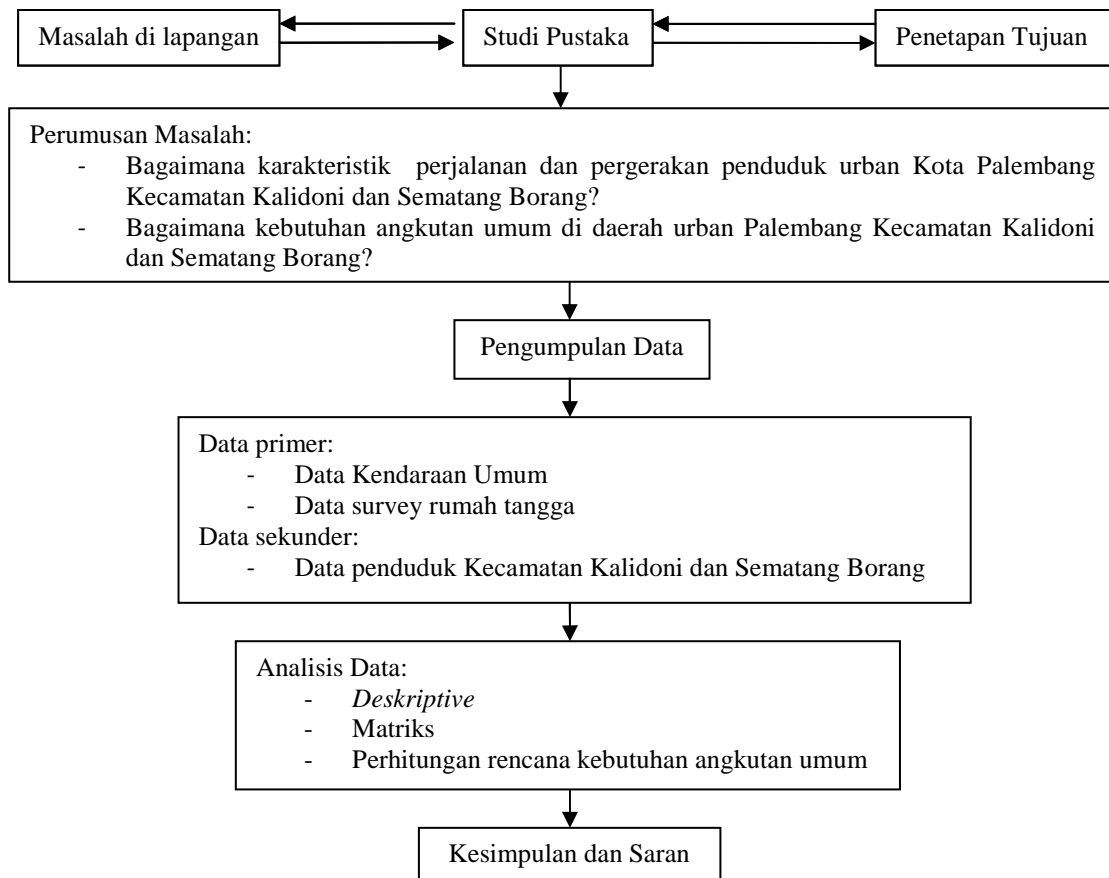 Masalah di lapangan
Studi Pustaka
Penetapan Tujuan
Perumusan Masalah:
- Bagaimana karakteristik perjalanan dan pergerakan penduduk urban Kota Palembang
Kecamatan Kalidoni dan Sematang Borang?
- Bagaimana kebutuhan angkutan umum di daerah urban Palembang Kecamatan Kalidoni
dan Sematang Borang?
Pengumpulan Data
Data primer:
- Data Kendaraan Umum
- Data survey rumah tangga
Data sekunder:
- Data penduduk Kecamatan Kalidoni dan Sematang Borang
Analisis Data:
- Deskriptive
- Matriks
- Perhitungan rencana kebutuhan angkutan umum
Kesimpulan dan Saran